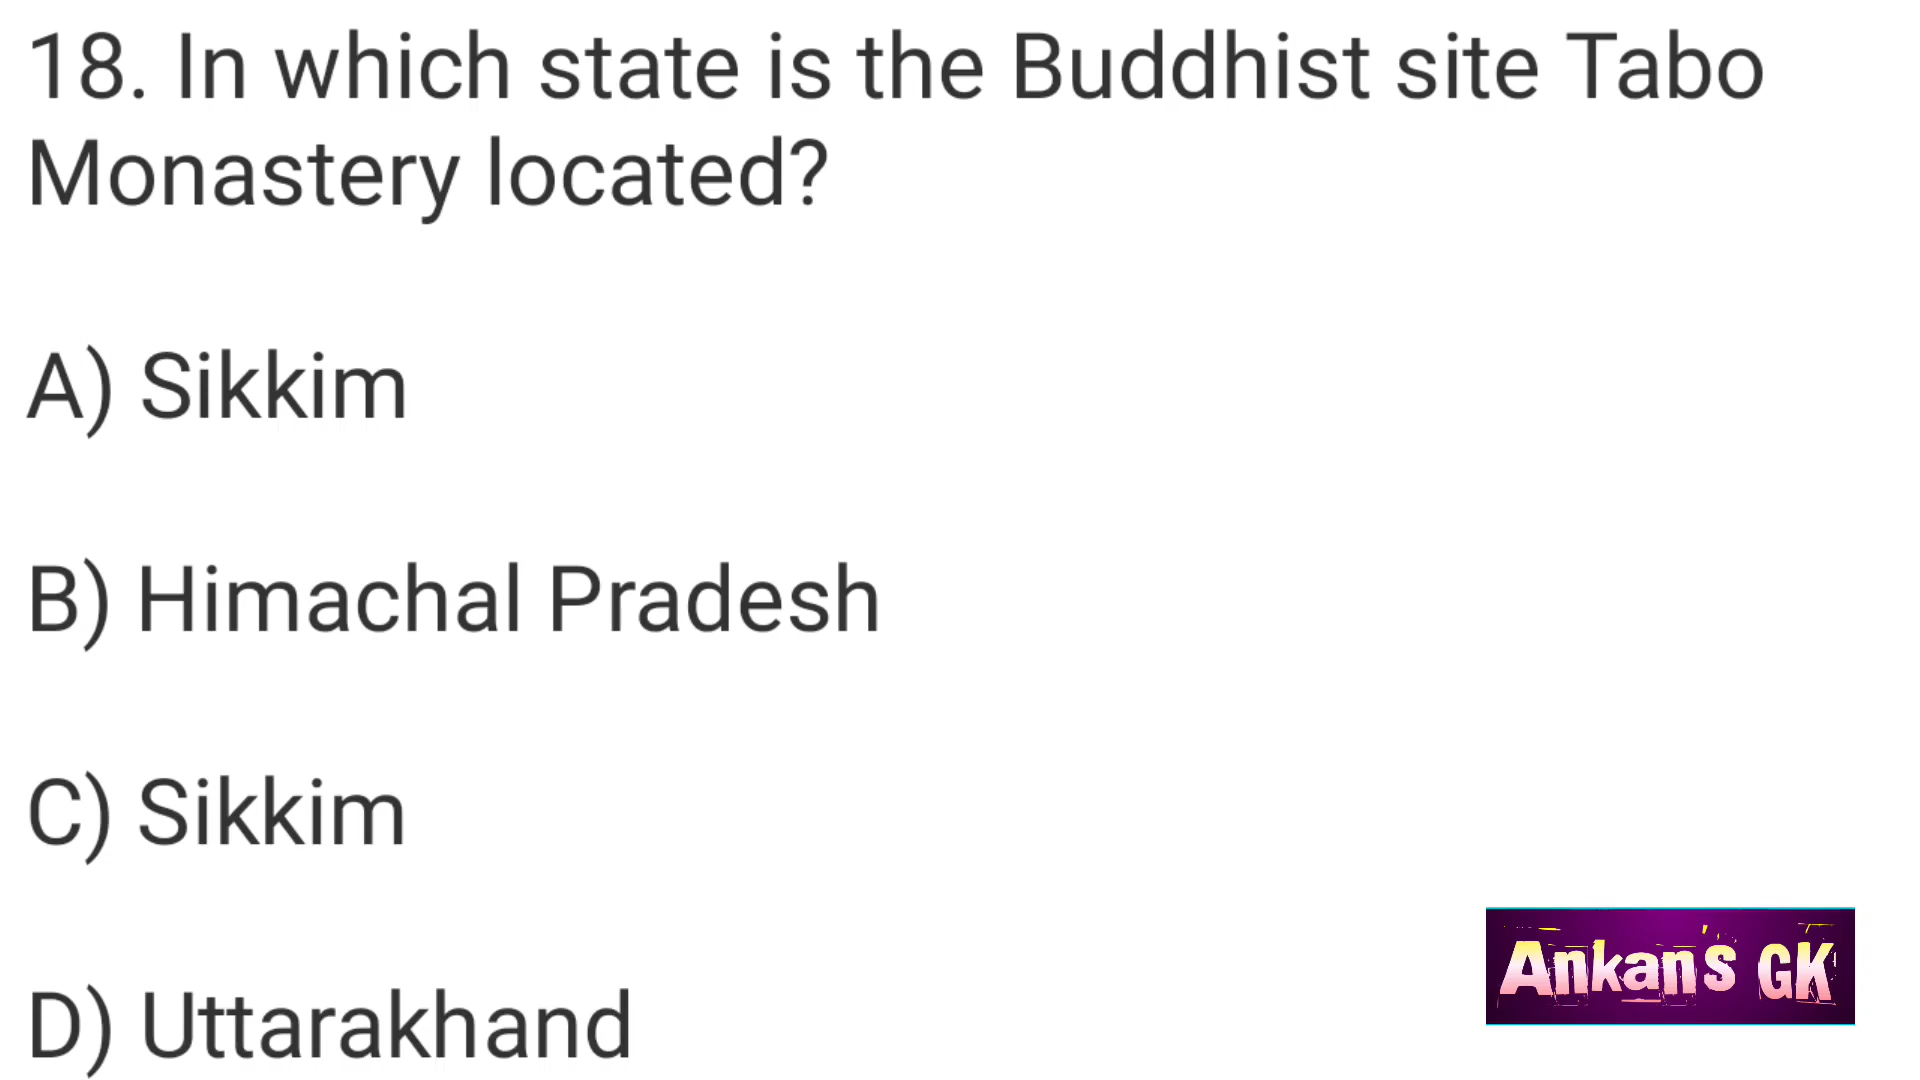 18. In which state is the Buddhist site Tabo
Monastery located?
A) Sikkim
B) Himachal Pradesh
C) Sikkim
D) Uttarakhand
Ankan's GK